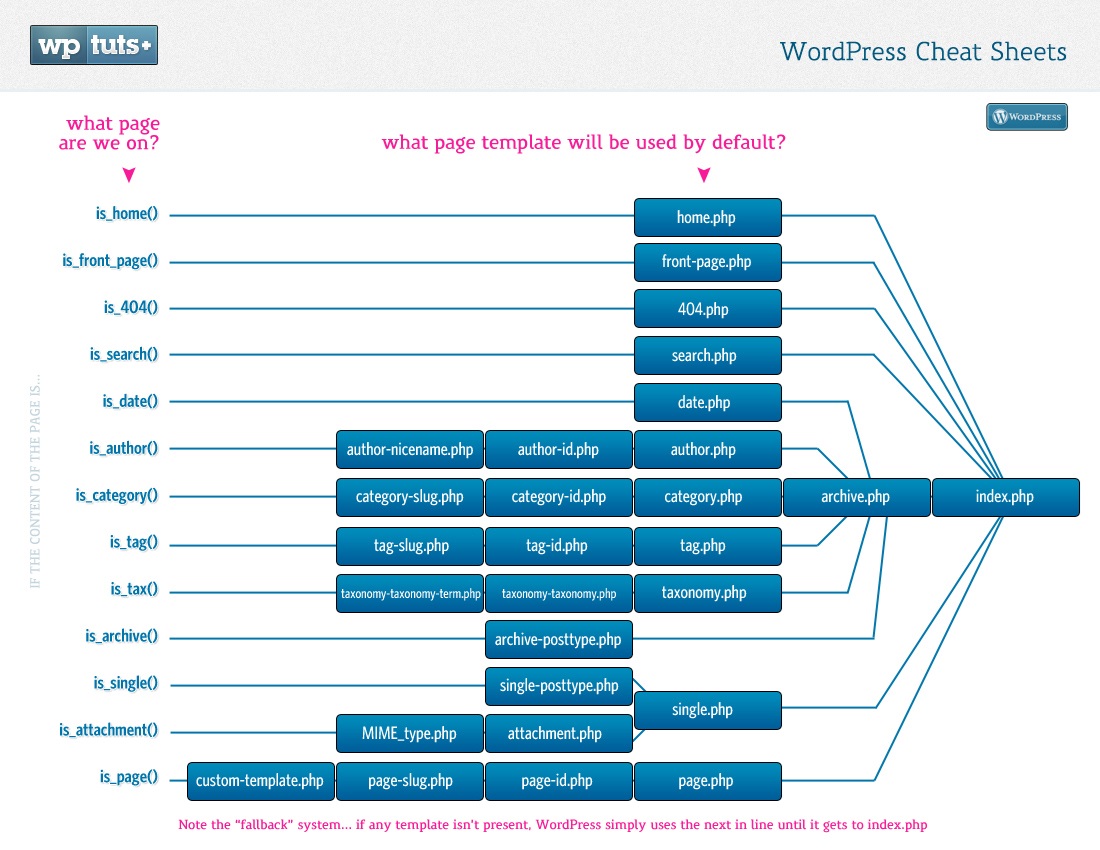 wp tuts+
WordPress Cheat Sheets
WORDPRESS
what page
are we on?
what page template will be used by default?
IF THE CONTENT OF THE PAGE IS...
is_home()
home.php
is_front_page()
front-page.php
is_404()
404.php
is_search()
search.php
is_date()
date.php
is_author()
author-nicename.php
author-id.php
author.php
is_category()
category-slug.php
category-id.php
category.php
archive.php
index.php
is_tag()
tag-slug.php
tag-id.php
tag.php
is_tax()
taxonomy-taxonomy-term.php
taxonomy-taxonomy.php
taxonomy.php
is_archive()
archive-posttype.php
is_single()
single-posttype.php
single.php
is_attachment()
MIME_type.php
attachment.php
is_page()
custom-template.php
page-slug.php
page-id.php
page.php
Note the "fallback" system... if any template isn't present, WordPress simply uses the next in line until it gets to index.php